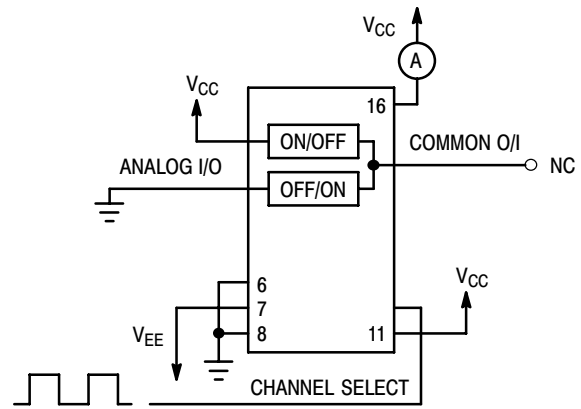 VCC
A
VCC
16
ON/OFF
COMMON O/I
NC
ANALOG I/O
OFF/ON
VCC
6
7
8
11
VEE
CHANNEL SELECT